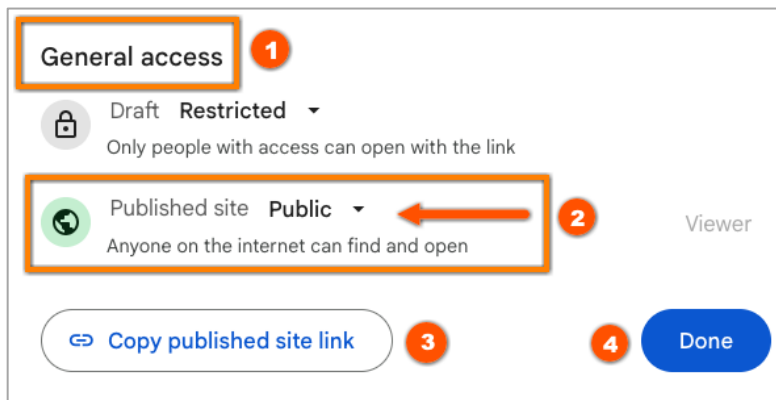 General access 1
Draft Restricted
Only people with access can open with the link
Published site Public 2
Anyone on the internet can find and open
Viewer
Copy published site link 3
4 Done